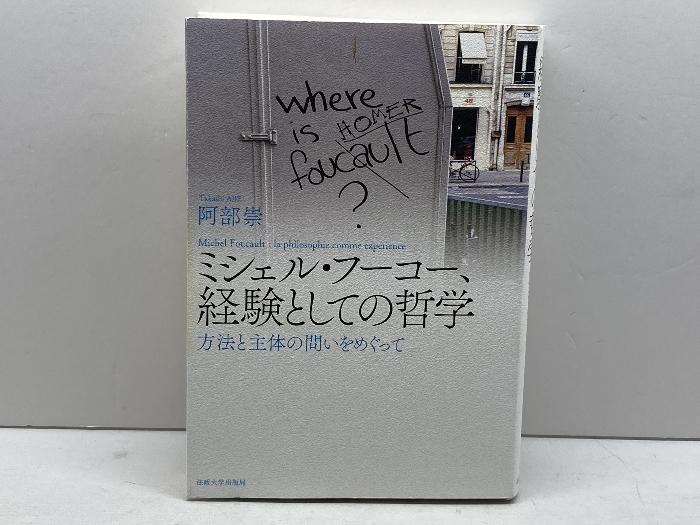 where
is HOMER
foucault
?
Takashi ABE
阿部崇
Michel Foucault : la philosophie comme expérience
ミシェル・フーコー、
経験としての哲学
方法と主体の問いをめぐって
法政大学出版局